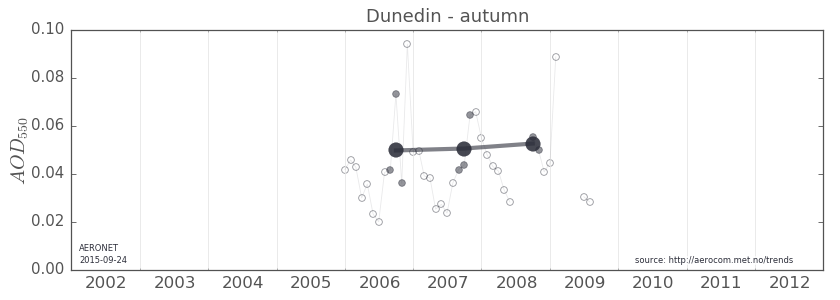 Dunedin - autumn
0.10
0.08
0.06
0.04
0.02
0.00
AOD550
AERONET
2015-09-24
source: http://aerocom.met.no/trends
2002 2003 2004 2005 2006 2007 2008 2009 2010 2011 2012